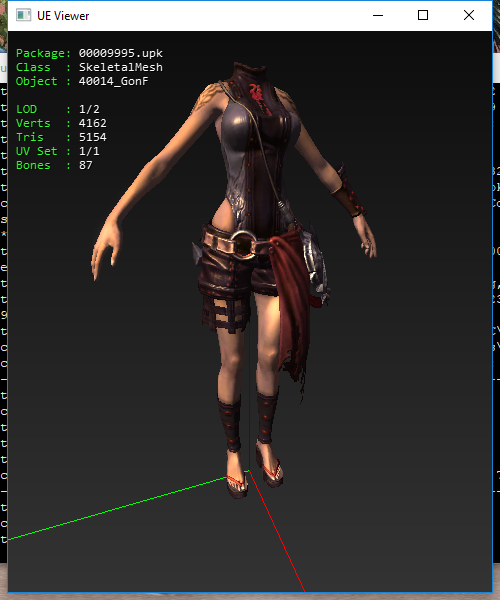 UE Viewer
Package: 00009995.upk
Class : SkeletalMesh
Object : 40014_GonF
LOD : 1/2
Verts : 4162
Tris : 5154
UV Set : 1/1
Bones : 87